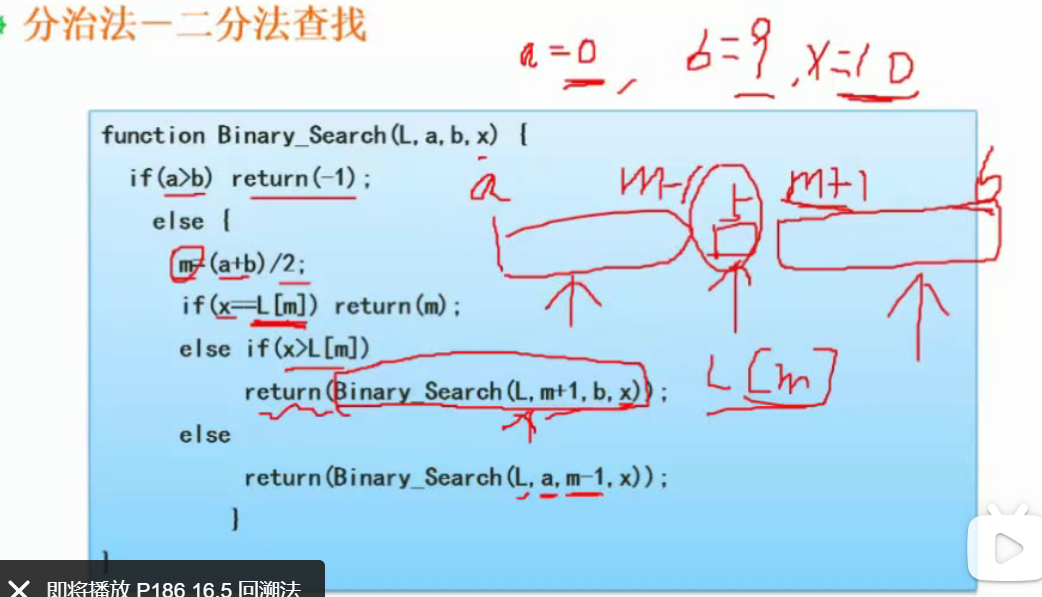 分治法－二分法查找
a=0, b=9, x=10
function Binary_Search(L,a,b,x) {
if(a>b) return(-1);
a m-1 m+1 b
else {
m=(a+b)/2;
if(x==L[m]) return(m);
else if(x>L[m])
L[m]
return(Binary_Search(L,m+1,b,x));
else
return(Binary_Search(L,a,m-1,x));
}
}
即将播放 P186 16.5 回溯法